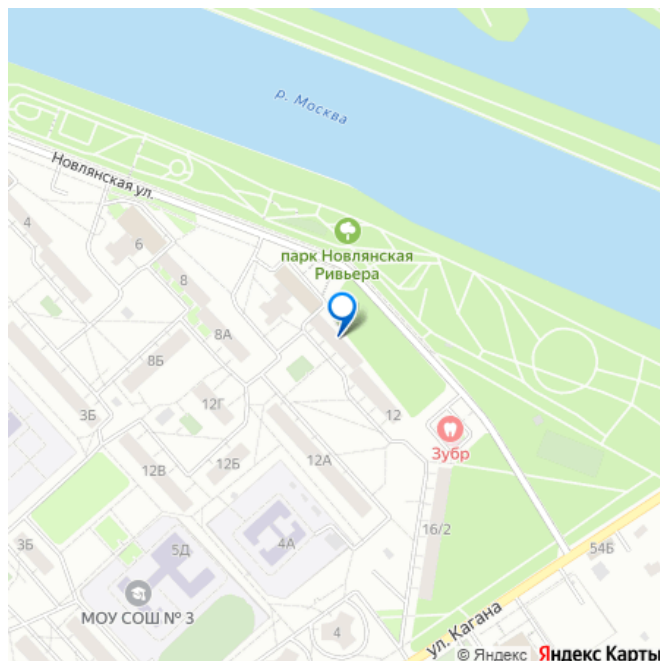 р. Москва
Новлянская ул.
4
6
парк Новлянская
Ривьера
8
8А
8Б
12Г
3Б
12
Зубр
12А
12В
12Б
16/2
3Б
5Д
4А
54Б
МОУ СОШ № 3
4
ул. Кагана
© Яндекс Яндекс Карты